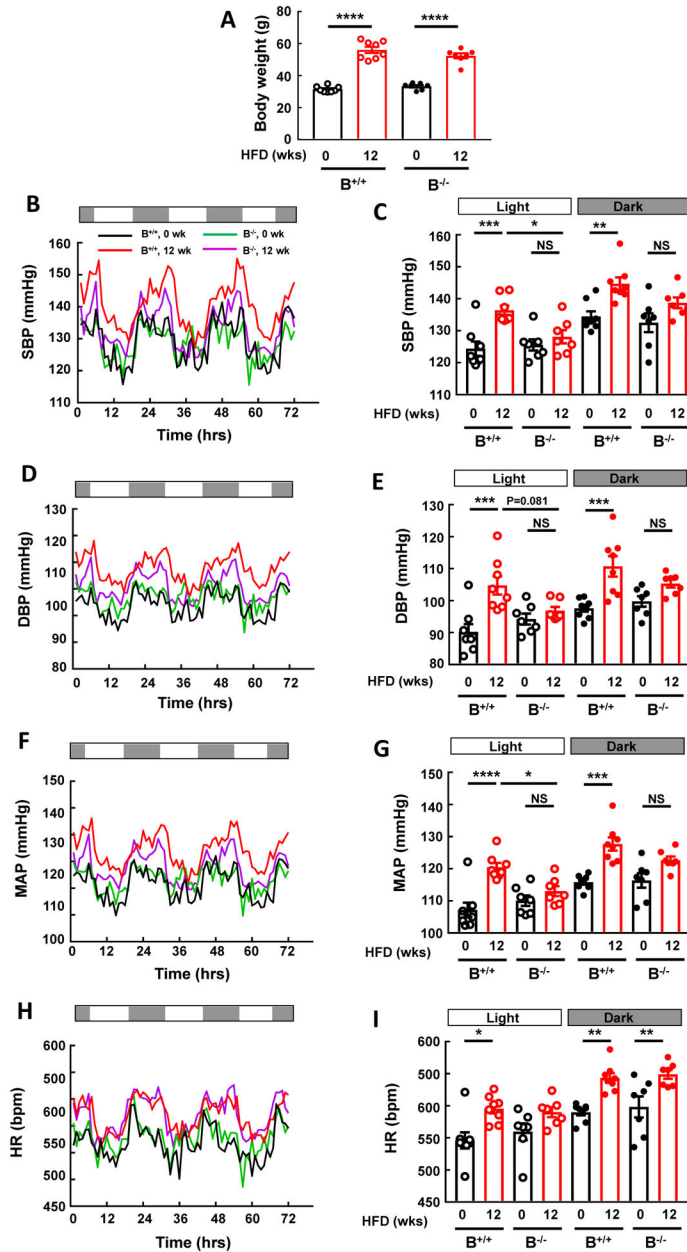 A
Body weight (g)
80
60
40
20
0
****
****
HFD (wks)
0 12 0 12
B+/+ B-/-
B
B+/+, 0 wk B-/-, 0 wk
B+/+, 12 wk B-/-, 12 wk
SBP (mmHg)
160
150
140
130
120
110
0 12 24 36 48 60 72
Time (hrs)
C
Light Dark
*** * **
NS NS
SBP (mmHg)
160
150
140
130
120
110
HFD (wks)
0 12 0 12 0 12 0 12
B+/+ B-/- B+/+ B-/-
D
DBP (mmHg)
130
120
110
100
90
80
0 12 24 36 48 60 72
Time (hrs)
E
Light Dark
*** P=0.081 ***
NS NS
DBP (mmHg)
130
120
110
100
90
80
HFD (wks)
0 12 0 12 0 12 0 12
B+/+ B-/- B+/+ B-/-
F
MAP (mmHg)
150
140
130
120
110
100
0 12 24 36 48 60 72
Time (hrs)
G
Light Dark
**** * ***
NS NS
MAP (mmHg)
150
140
130
120
110
100
HFD (wks)
0 12 0 12 0 12 0 12
B+/+ B-/- B+/+ B-/-
H
HR (bpm)
600
600
550
500
450
0 12 24 36 48 60 72
Time (hrs)
I
Light Dark
* ** **
HR (bpm)
600
600
550
500
450
HFD (wks)
0 12 0 12 0 12 0 12
B+/+ B-/- B+/+ B-/-